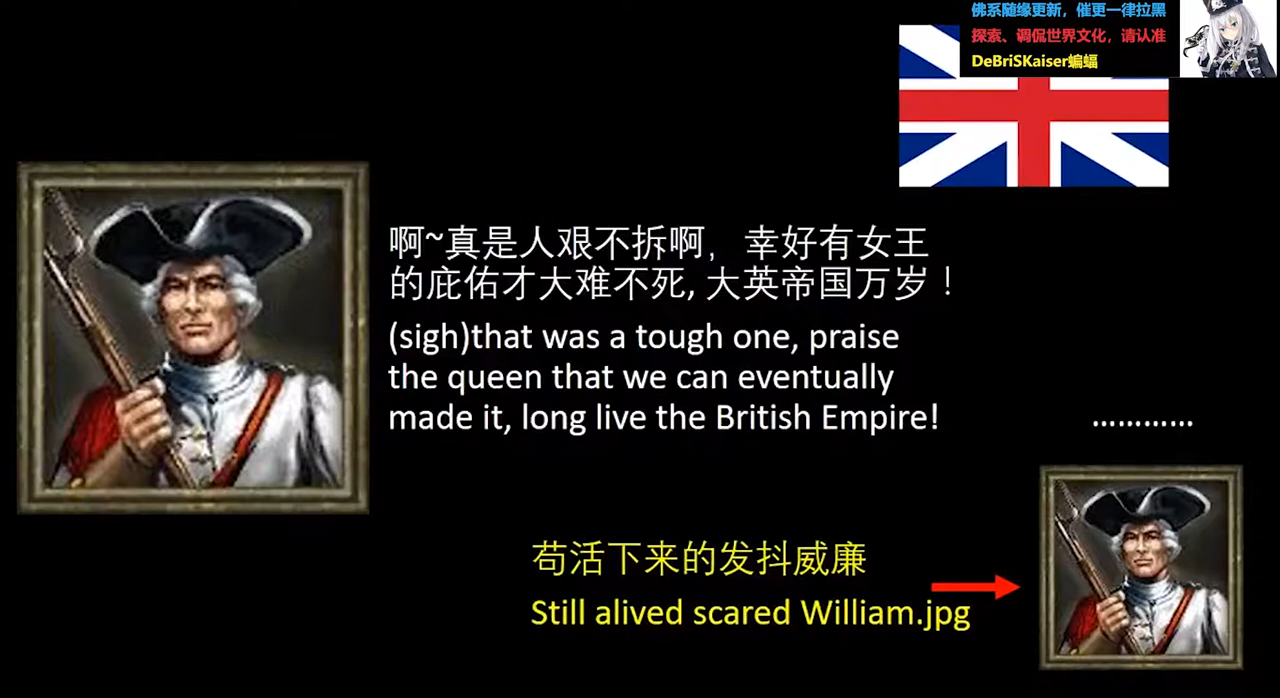 佛系随缘更新，催更一律拉黑
探索、调侃世界文化，请认准
DeBriSKaiser蝙蝠
啊~真是人艰不拆啊，幸好有女王
的庇佑才大难不死, 大英帝国万岁！
(sigh)that was a tough one, praise
the queen that we can eventually
made it, long live the British Empire!
…………
苟活下来的发抖威廉
Still alived scared William.jpg